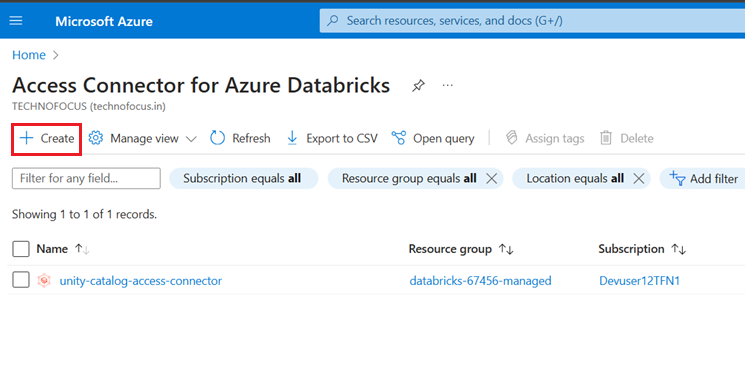 Microsoft Azure
Search resources, services, and docs (G+/)
Home
Access Connector for Azure Databricks
TECHNOFOCUS (technofocus.in)
Create Manage view Refresh Export to CSV Open query Assign tags Delete
Filter for any field... Subscription equals all Resource group equals all Location equals all Add filter
Showing 1 to 1 of 1 records.
Name Resource group Subscription
unity-catalog-access-connector databricks-67456-managed Devuser12TFN1